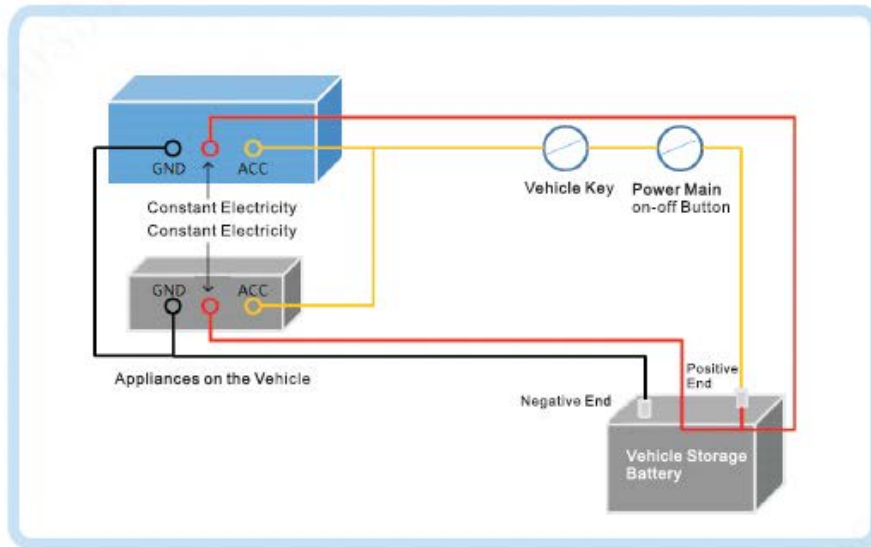 GND
ACC
Constant Electricity
Constant Electricity
Vehicle Key
Power Main
on-off Button
GND
ACC
Appliances on the Vehicle
Negative End
Positive
End
Vehicle Storage
Battery